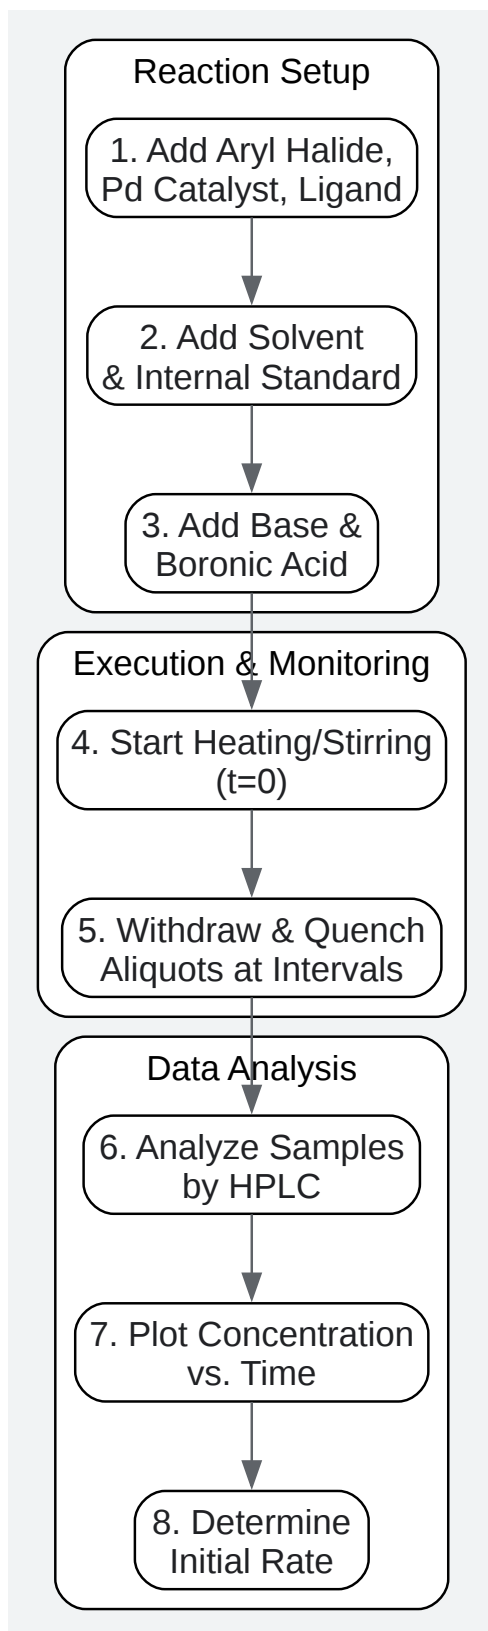 Reaction Setup
1. Add Aryl Halide,
Pd Catalyst, Ligand
2. Add Solvent
& Internal Standard
3. Add Base &
Boronic Acid
Execution & Monitoring
4. Start Heating/Stirring
(t=0)
5. Withdraw & Quench
Aliquots at Intervals
Data Analysis
6. Analyze Samples
by HPLC
7. Plot Concentration
vs. Time
8. Determine
Initial Rate